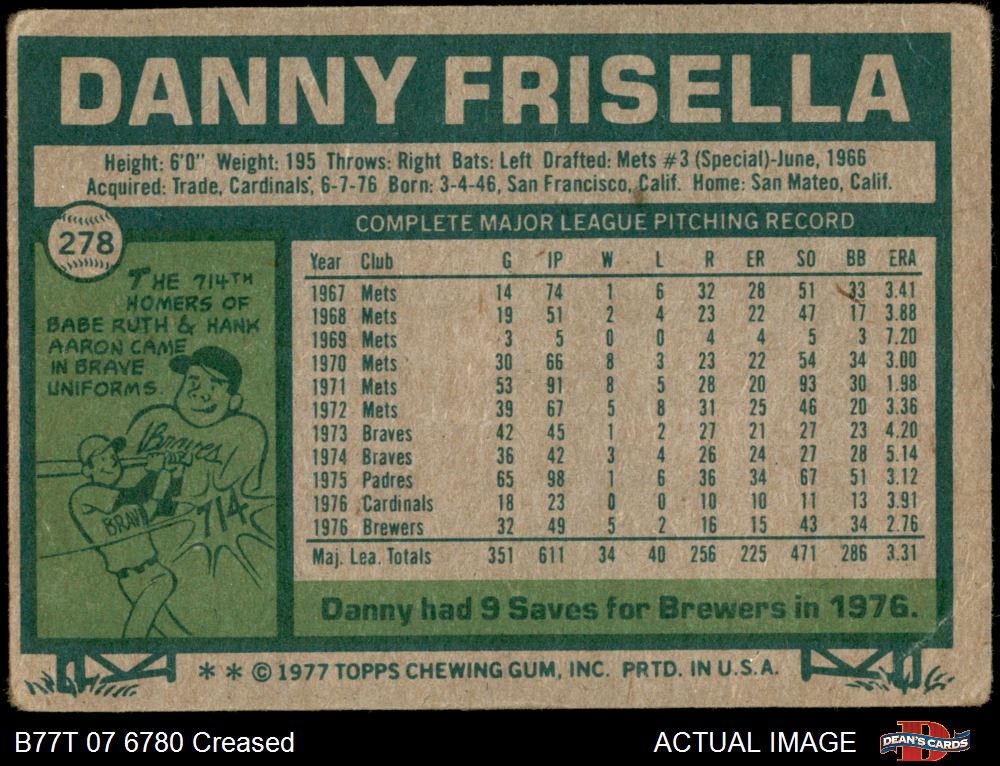 DANNY FRISELLA
Height: 6'0" Weight: 195 Throws: Right Bats: Left Drafted: Mets #3 (Special)-June, 1966
Acquired: Trade, Cardinals, 6-7-76 Born: 3-4-46, San Francisco, Calif. Home: San Mateo, Calif.
278
THE 714TH
HOMERS OF
BABE RUTH & HANK
AARON CAME
IN BRAVE
UNIFORMS.
Braves
BRAV
714
COMPLETE MAJOR LEAGUE PITCHING RECORD
Year Club G IP W L R ER SO BB ERA
1967 Mets 14 74 1 6 32 28 51 33 3.41
1968 Mets 19 51 2 4 23 22 47 17 3.88
1969 Mets 3 5 0 0 4 4 5 3 7.20
1970 Mets 30 66 8 3 23 22 54 34 3.00
1971 Mets 53 91 8 5 28 20 93 30 1.98
1972 Mets 39 67 5 8 31 25 46 20 3.36
1973 Braves 42 45 1 2 27 21 27 23 4.20
1974 Braves 36 42 3 4 26 24 27 28 5.14
1975 Padres 65 98 1 6 36 34 67 51 3.12
1976 Cardinals 18 23 0 0 10 10 11 13 3.91
1976 Brewers 32 49 5 2 16 15 43 34 2.76
Maj. Lea. Totals 351 611 34 40 256 225 471 286 3.31
Danny had 9 Saves for Brewers in 1976.
* * © 1977 TOPPS CHEWING GUM, INC. PRTD. IN U.S.A.
B77T 07 6780 Creased
ACTUAL IMAGE
D
DEAN'S CARDS